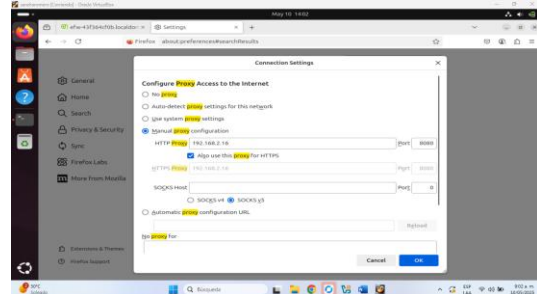 May 16 14:02
Settings
Firefox
about:preferences#searchResults
General
Home
Search
Privacy & Security
Sync
Firefox Labs
More from Mozilla
Extensions & Themes
Firefox Support
Connection Settings
Configure Proxy Access to the Internet
No proxy
Auto-detect proxy settings for this network
Use system proxy settings
Manual proxy configuration
HTTP Proxy 192.168.2.16 Port 8080
Also use this proxy for HTTPS
HTTPS Proxy 192.168.2.16 Port 8080
SOCKS Host Port 0
SOCKS v4 SOCKS v5
Automatic proxy configuration URL
Reload
No proxy for
Cancel OK
Búsqueda
ESP